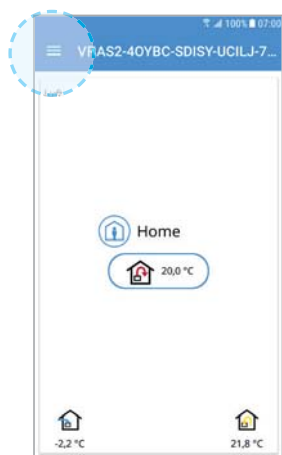 100% 07:00
VRAS2-4OYBC-SDISY-UCILJ-7...
Home
20,0 °C
-2,2 °C
21,8 °C